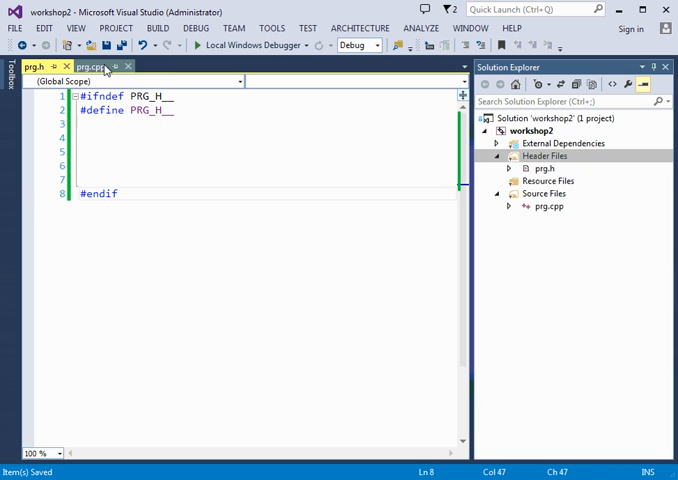 workshop2 - Microsoft Visual Studio (Administrator)
2
Quick Launch (Ctrl+Q)
FILE EDIT VIEW PROJECT BUILD DEBUG TEAM TOOLS TEST ARCHITECTURE ANALYZE WINDOW HELP
Sign in
Local Windows Debugger Debug
Toolbox
prg.h prg.cpp
(Global Scope)
1 #ifndef PRG_H__
2 #define PRG_H__
3
4
5
6
7
8 #endif
100 %
Solution Explorer
Search Solution Explorer (Ctrl+;)
Solution 'workshop2' (1 project)
workshop2
External Dependencies
Header Files
prg.h
Resource Files
Source Files
prg.cpp
Item(s) Saved Ln 8 Col 47 Ch 47 INS